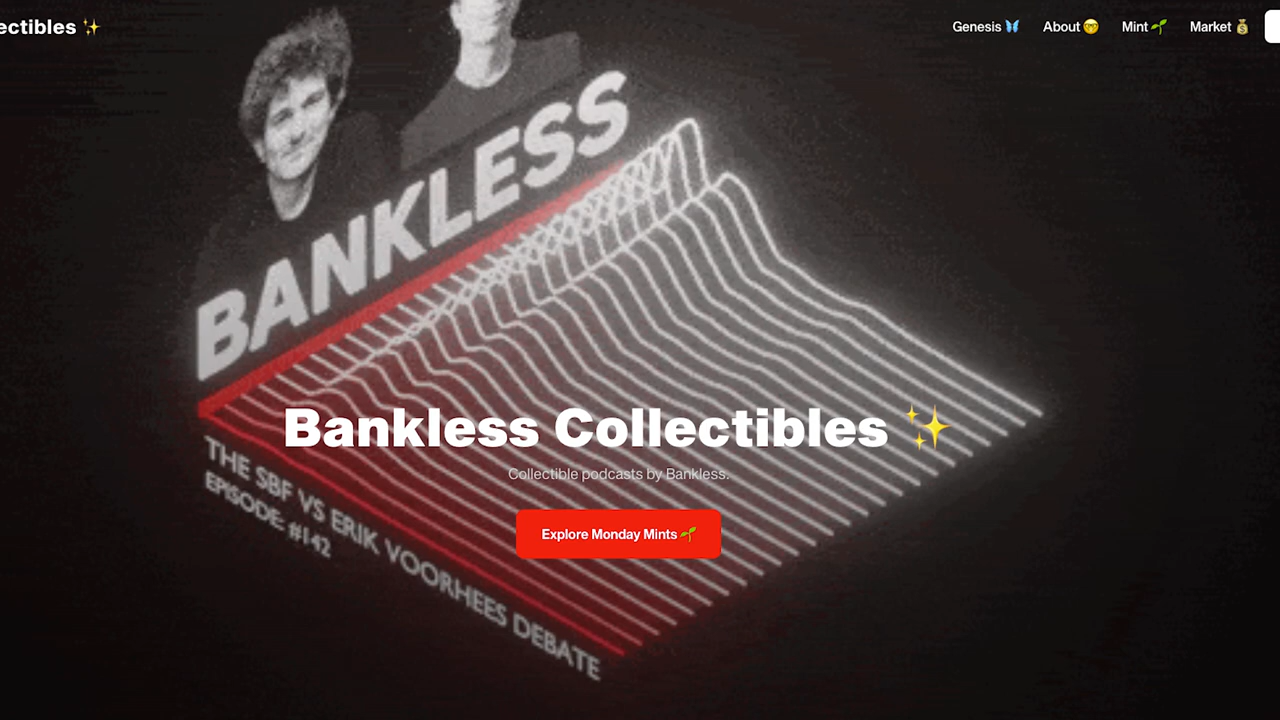 ectibles ✨
Genesis 🦋
About 🤓
Mint 🌱
Market 💰
BANKLESS
Bankless Collectibles ✨
Collectible podcasts by Bankless.
Explore Monday Mints 🌱
THE SBF VS ERIK VOORHEES DEBATE
EPISODE: #142